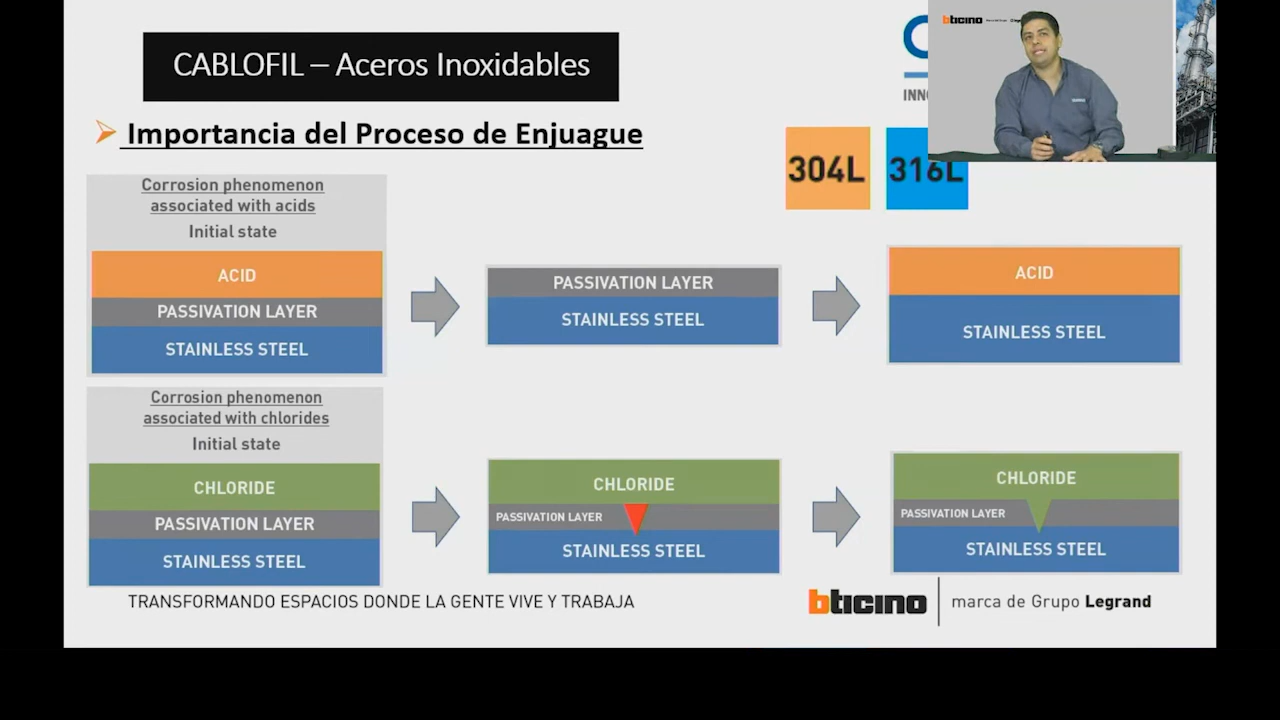 CABLOFIL – Aceros Inoxidables
INN
bticino
Importancia del Proceso de Enjuague
304L
316L
Corrosion phenomenon
associated with acids
Initial state
ACID
PASSIVATION LAYER
STAINLESS STEEL
PASSIVATION LAYER
STAINLESS STEEL
ACID
STAINLESS STEEL
Corrosion phenomenon
associated with chlorides
Initial state
CHLORIDE
PASSIVATION LAYER
STAINLESS STEEL
CHLORIDE
PASSIVATION LAYER
STAINLESS STEEL
CHLORIDE
PASSIVATION LAYER
STAINLESS STEEL
TRANSFORMANDO ESPACIOS DONDE LA GENTE VIVE Y TRABAJA
bticino
marca de Grupo Legrand